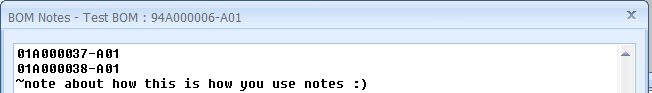 BOM Notes - Test BOM : 94A000006-A01
01A000037-A01
01A000038-A01
~note about how this is how you use notes :)